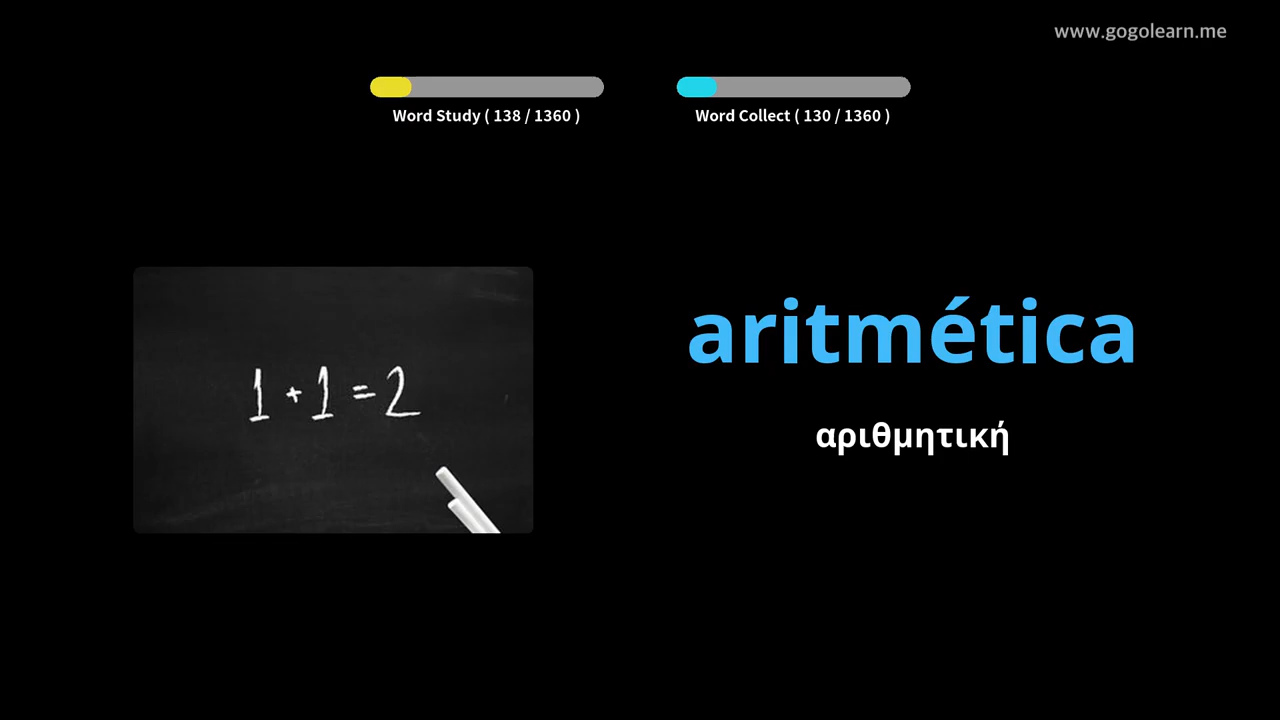 www.gogolearn.me
Word Study ( 138 / 1360 )
Word Collect ( 130 / 1360 )
1 + 1 = 2
aritmética
αριθμητική